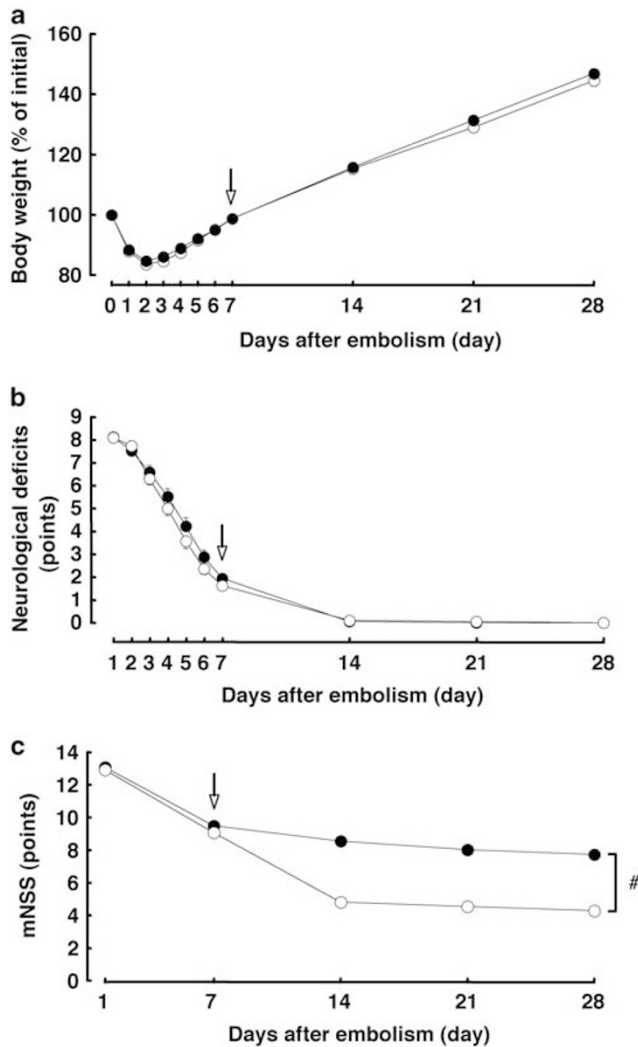 a
Body weight (% of initial)
160
140
120
100
80
0 1 2 3 4 5 6 7 14 21 28
Days after embolism (day)
b
Neurological deficits
(points)
9
8
7
6
5
4
3
2
1
0
1 2 3 4 5 6 7 14 21 28
Days after embolism (day)
c
mNSS (points)
14
12
10
8
6
4
2
0
#
1 7 14 21 28
Days after embolism (day)